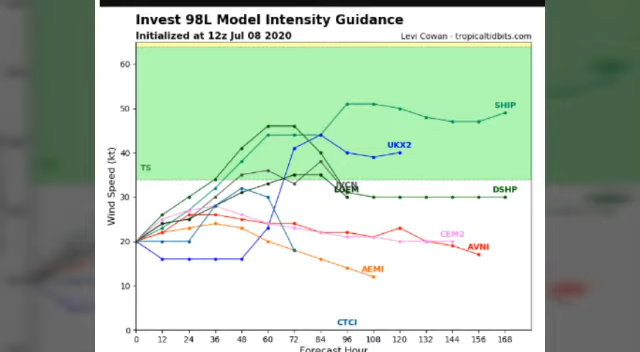 Invest 98L Model Intensity Guidance
Initialized at 12z Jul 08 2020
Levi Cowan - tropicaltidbits.com
Wind Speed (kt)
60
50
40
30
20
10
0
TS
SHIP
UKX2
IVCN
LGEM
DSHP
CEM2
AVNI
AEMI
CTCI
0 12 24 36 48 60 72 84 96 108 120 132 144 156 168
Forecast Hour